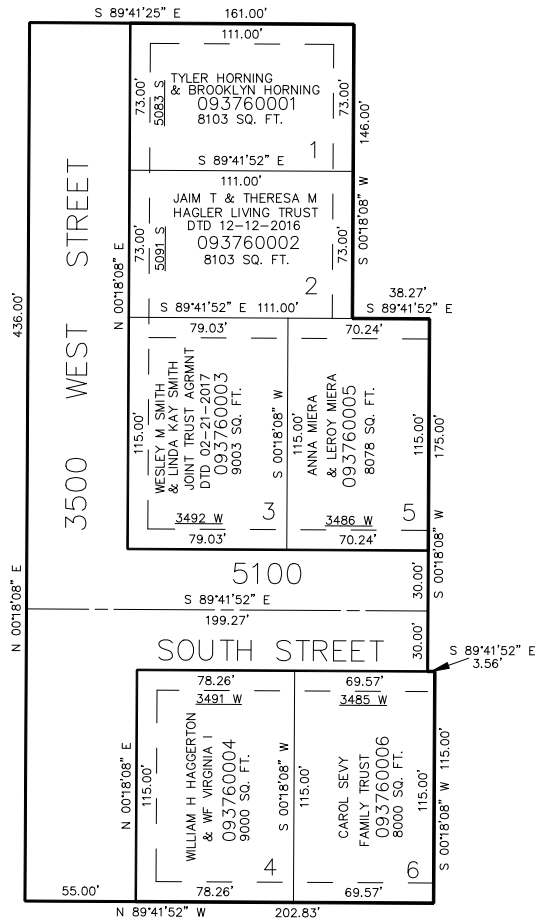 S 89°41'25" E 161.00'
111.00'
73.00'
5083 S
TYLER HORNING
& BROOKLYN HORNING
093760001
8103 SQ. FT.
73.00'
146.00'
1
S 89°41'52" E
111.00'
73.00'
5091 S
JAIM T & THERESA M
HAGLER LIVING TRUST
DTD 12-12-2016
093760002
8103 SQ. FT.
73.00'
S 00°18'08" W
2
N 00°18'08" E
S 89°41'52" E 111.00'
38.27'
S 89°41'52" E
436.00'
3500 WEST STREET
N 00°18'08" E
79.03'
115.00'
WESLEY M SMITH
& LINDA KAY SMITH
JOINT TRUST AGRMNT
DTD 02-21-2017
093760003
9003 SQ. FT.
S 00°18'08" W
3492 W
3
79.03'
70.24'
115.00'
ANNA MIERA
& LEROY MIERA
093760005
8078 SQ. FT.
115.00'
175.00'
3486 W
5
70.24'
S 00°18'08" W
5100
30.00'
S 89°41'52" E
199.27'
SOUTH STREET
30.00'
S 89°41'52" E
3.56'
78.26'
3491 W
N 00°18'08" E
115.00'
WILLIAM H HAGGERTON
& WF VIRGINIA I
093760004
9000 SQ. FT.
S 00°18'08" W
4
78.26'
69.57'
3485 W
115.00'
CAROL SEVY
FAMILY TRUST
093760006
8000 SQ. FT.
115.00'
S 00°18'08" W 115.00'
6
69.57'
55.00'
N 89°41'52" W 202.83'